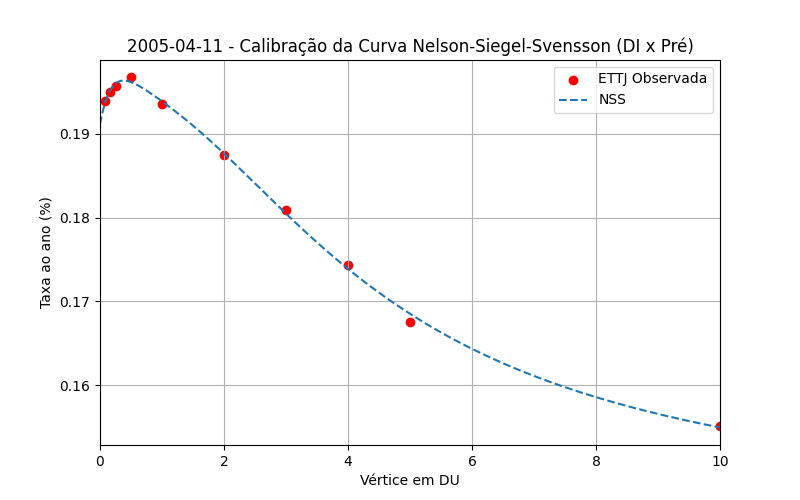 2005-04-11 - Calibração da Curva Nelson-Siegel-Svensson (DI x Pré)
ETTJ Observada
NSS
Taxa ao ano (%)
0.19
0.18
0.17
0.16
0 2 4 6 8 10
Vértice em DU